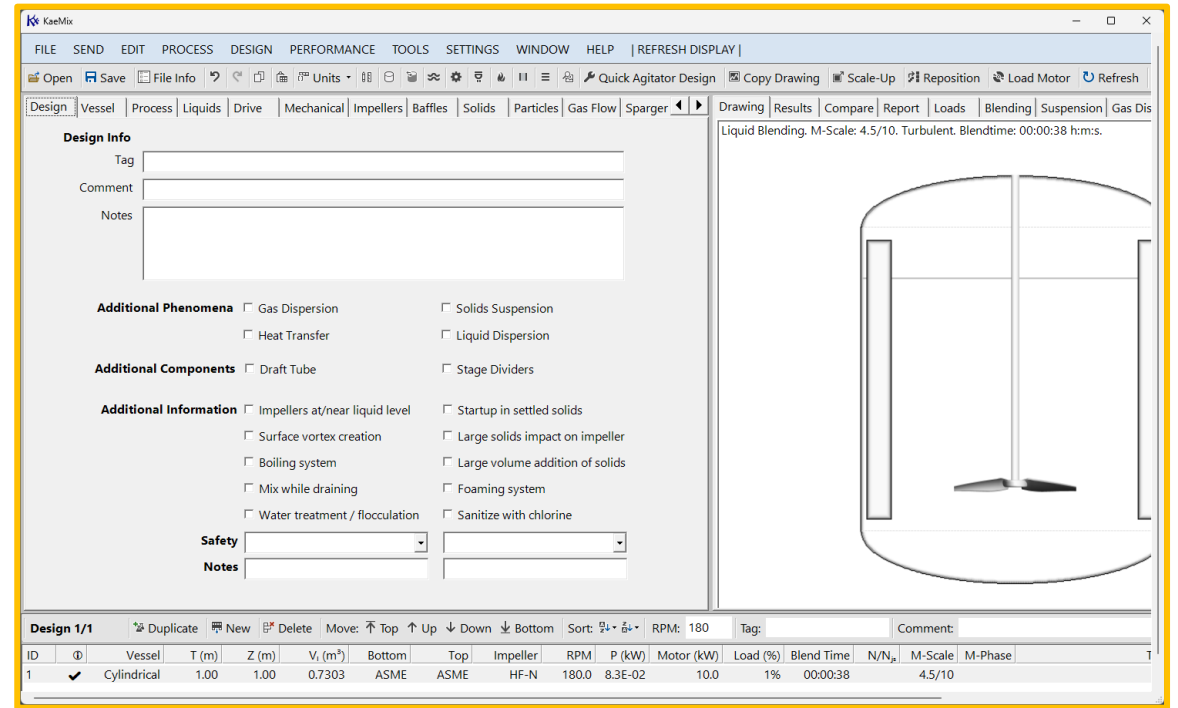 KaeMix
FILE SEND EDIT PROCESS DESIGN PERFORMANCE TOOLS SETTINGS WINDOW HELP | REFRESH DISPLAY |
Open Save File Info Units Quick Agitator Design Copy Drawing Scale-Up Reposition Load Motor Refresh
Design Vessel Process Liquids Drive Mechanical Impellers Baffles Solids Particles Gas Flow Sparger
Drawing Results Compare Report Loads Blending Suspension Gas Dis
Liquid Blending. M-Scale: 4.5/10. Turbulent. Blendtime: 00:00:38 h:m:s.
Design Info
Tag
Comment
Notes
Additional Phenomena Gas Dispersion Solids Suspension
Heat Transfer Liquid Dispersion
Additional Components Draft Tube Stage Dividers
Additional Information Impellers at/near liquid level Startup in settled solids
Surface vortex creation Large solids impact on impeller
Boiling system Large volume addition of solids
Mix while draining Foaming system
Water treatment / flocculation Sanitize with chlorine
Safety
Notes
Design 1/1 Duplicate New Delete Move: Top Up Down Bottom Sort: RPM: 180 Tag: Comment:
ID Vessel T (m) Z (m) Vₗ (m³) Bottom Top Impeller RPM P (kW) Motor (kW) Load (%) Blend Time N/Njs M-Scale M-Phase T
1 Cylindrical 1.00 1.00 0.7303 ASME ASME HF-N 180.0 8.3E-02 10.0 1% 00:00:38 4.5/10